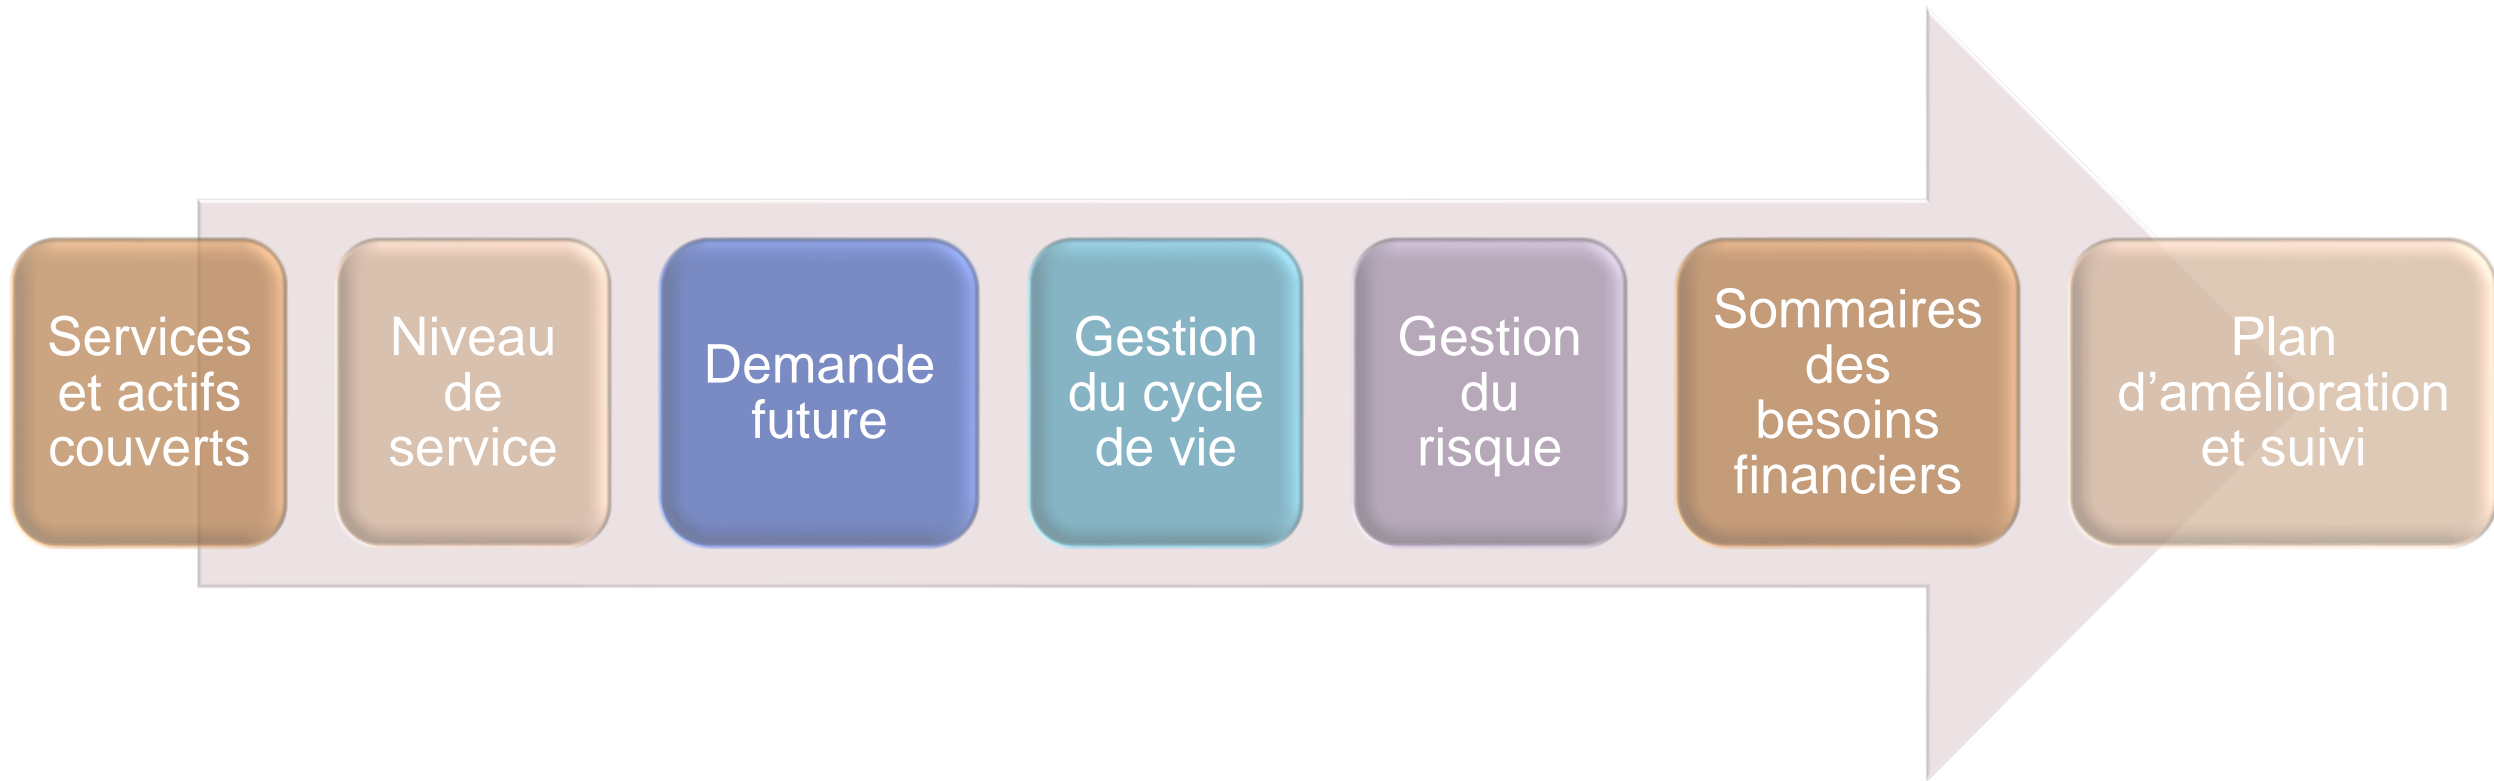 Services
et actifs
couverts
Niveau
de
service
Demande
future
Gestion
du cycle
de vie
Gestion
du
risque
Sommaires
des
besoins
financiers
Plan
d’amélioration
et suivi